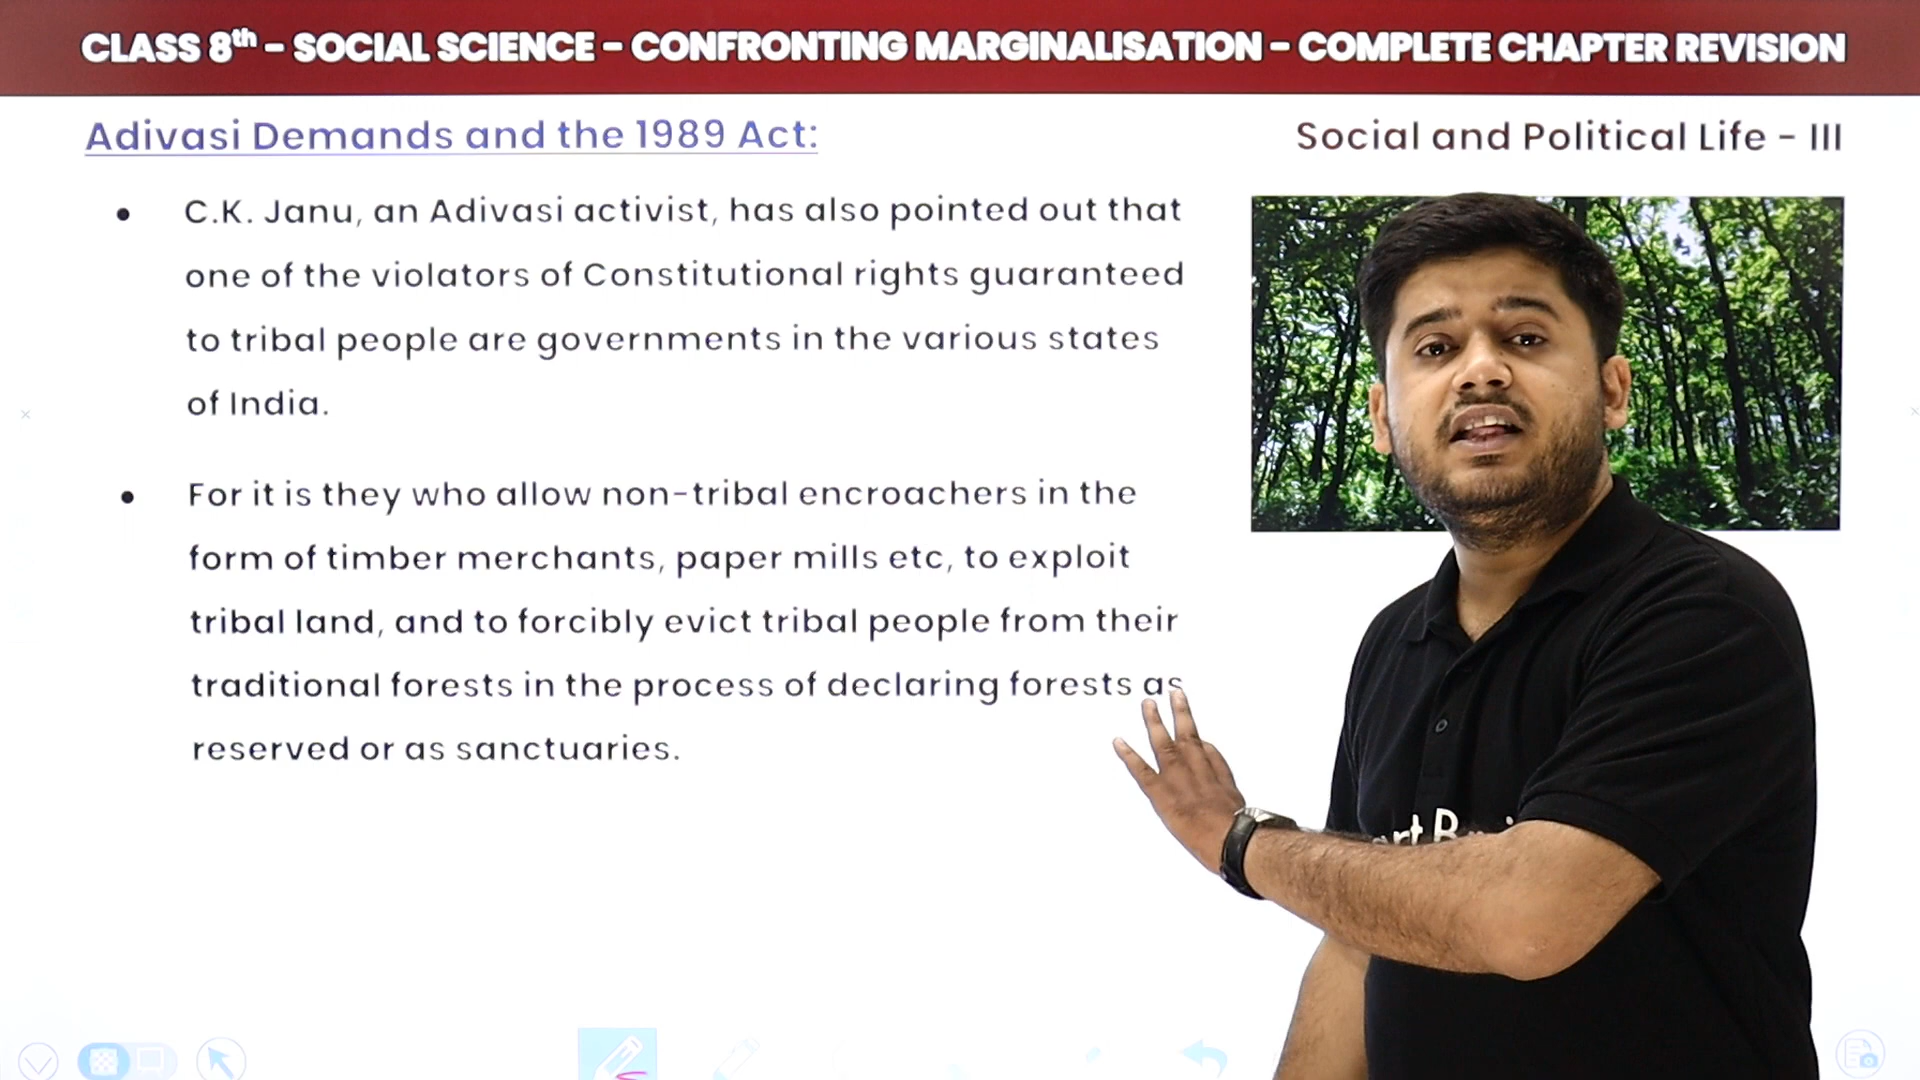 CLASS 8th - SOCIAL SCIENCE - CONFRONTING MARGINALISATION - COMPLETE CHAPTER REVISION
Adivasi Demands and the 1989 Act:
Social and Political Life - III
• C.K. Janu, an Adivasi activist, has also pointed out that
one of the violators of Constitutional rights guaranteed
to tribal people are governments in the various states
of India.
• For it is they who allow non-tribal encroachers in the
form of timber merchants, paper mills etc, to exploit
tribal land, and to forcibly evict tribal people from their
traditional forests in the process of declaring forests as
reserved or as sanctuaries.